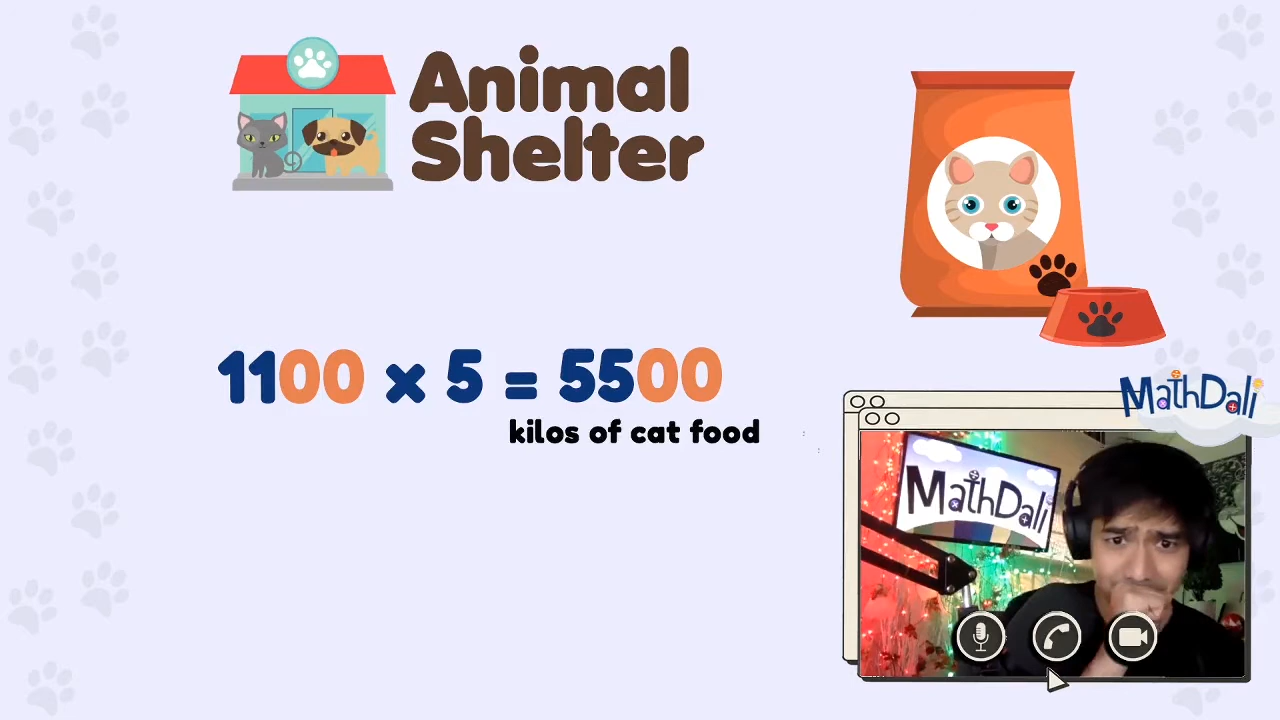 Animal
Shelter
1100 x 5 = 5500
kilos of cat food
MathDali
MathDali